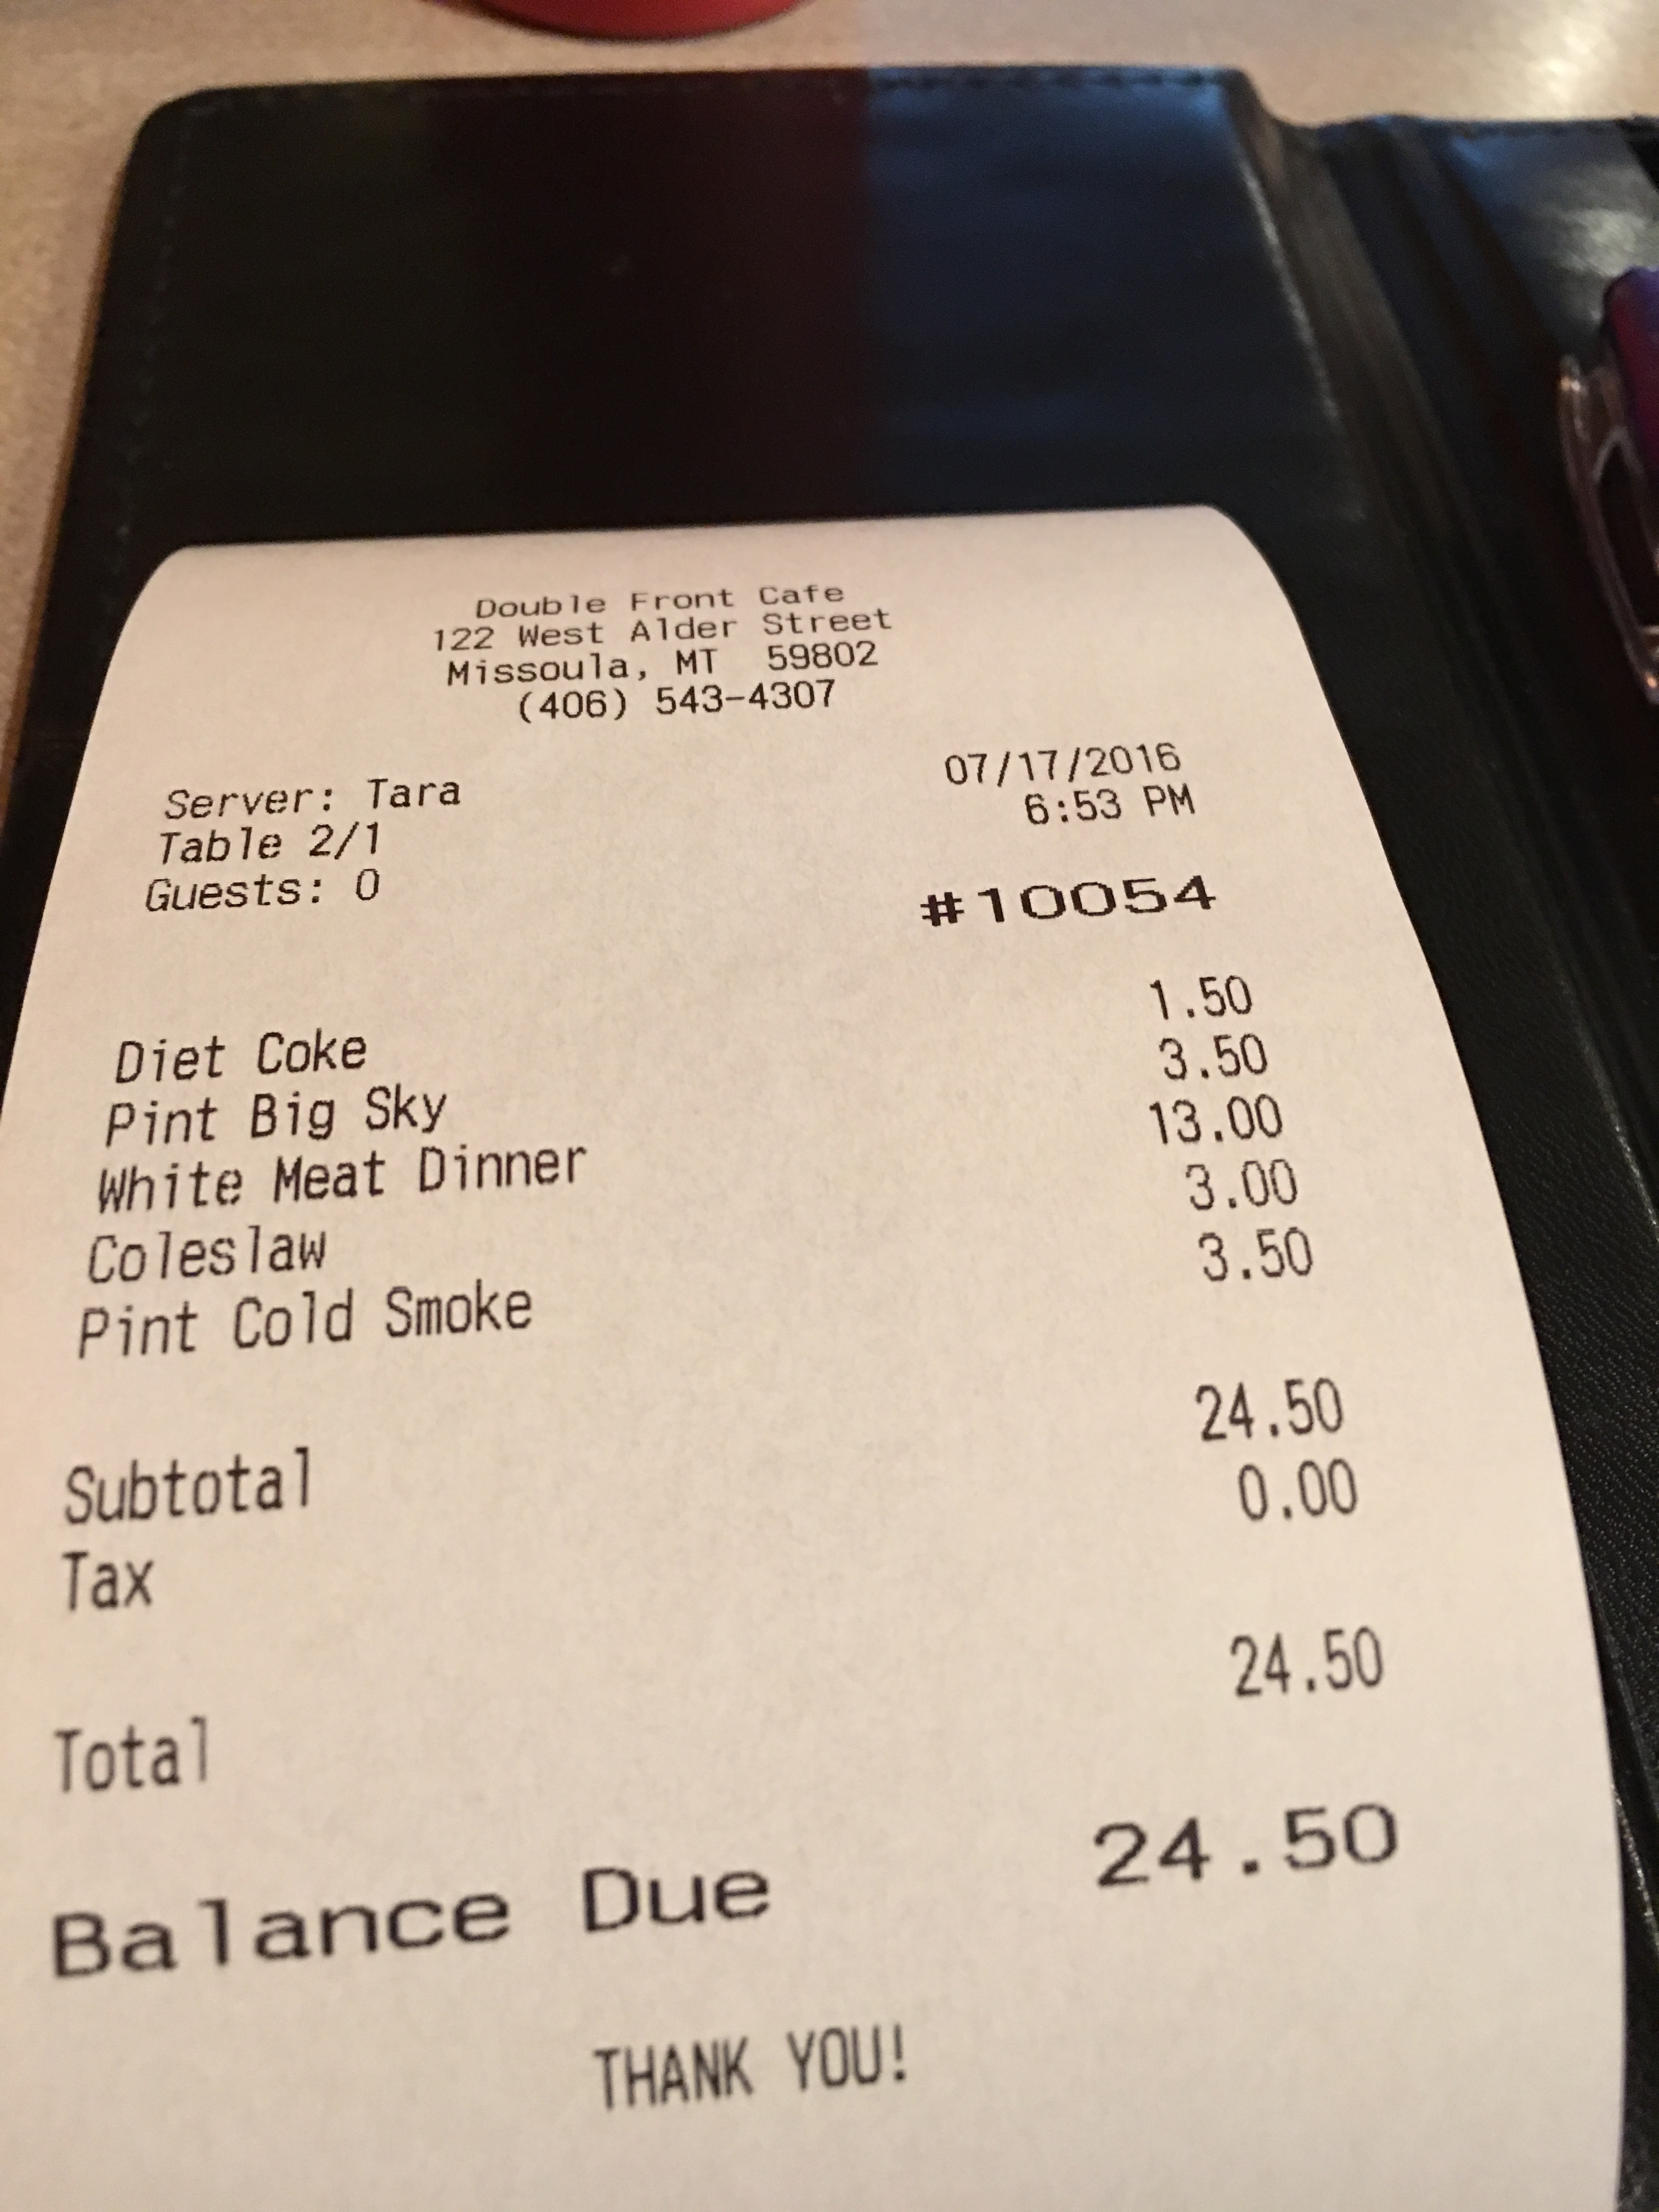 Double Front Cafe
122 West Alder Street
Missoula, MT 59802
(406) 543-4307
Server: Tara 07/17/2016
Table 2/1 6:53 PM
Guests: 0
#10054
Diet Coke 1.50
Pint Big Sky 3.50
White Meat Dinner 13.00
Coleslaw 3.00
Pint Cold Smoke 3.50
Subtotal 24.50
Tax 0.00
Total 24.50
Balance Due 24.50
THANK YOU!